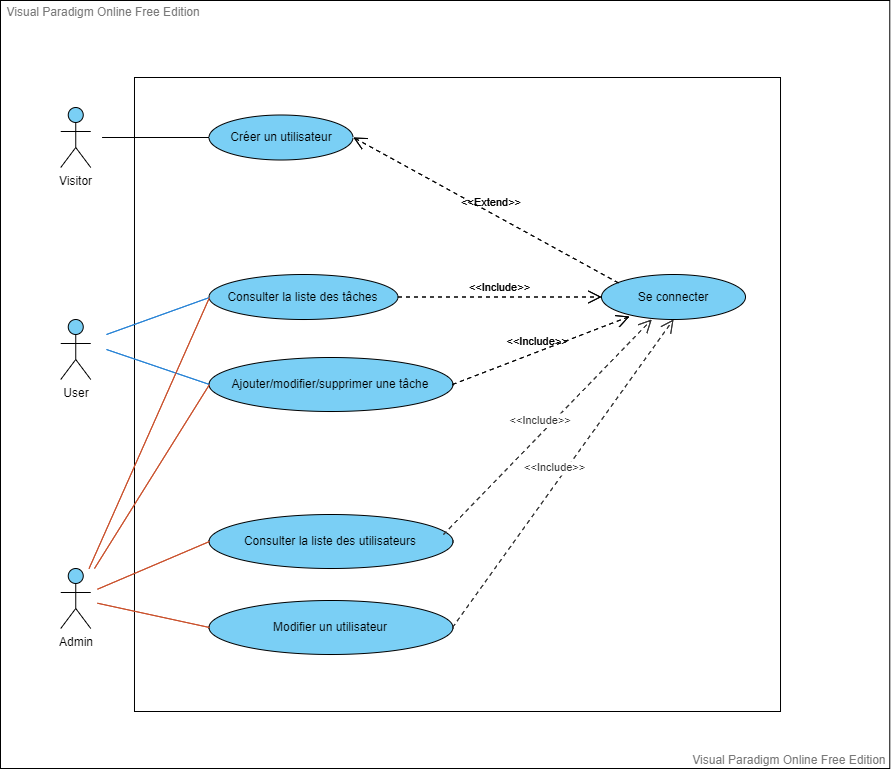 Visual Paradigm Online Free Edition
Créer un utilisateur
Visitor
<<Extend>>
Consulter la liste des tâches
<<Include>>
Se connecter
User
<<Include>>
Ajouter/modifier/supprimer une tâche
<<Include>>
<<Include>>
Consulter la liste des utilisateurs
Admin
Modifier un utilisateur
Visual Paradigm Online Free Edition